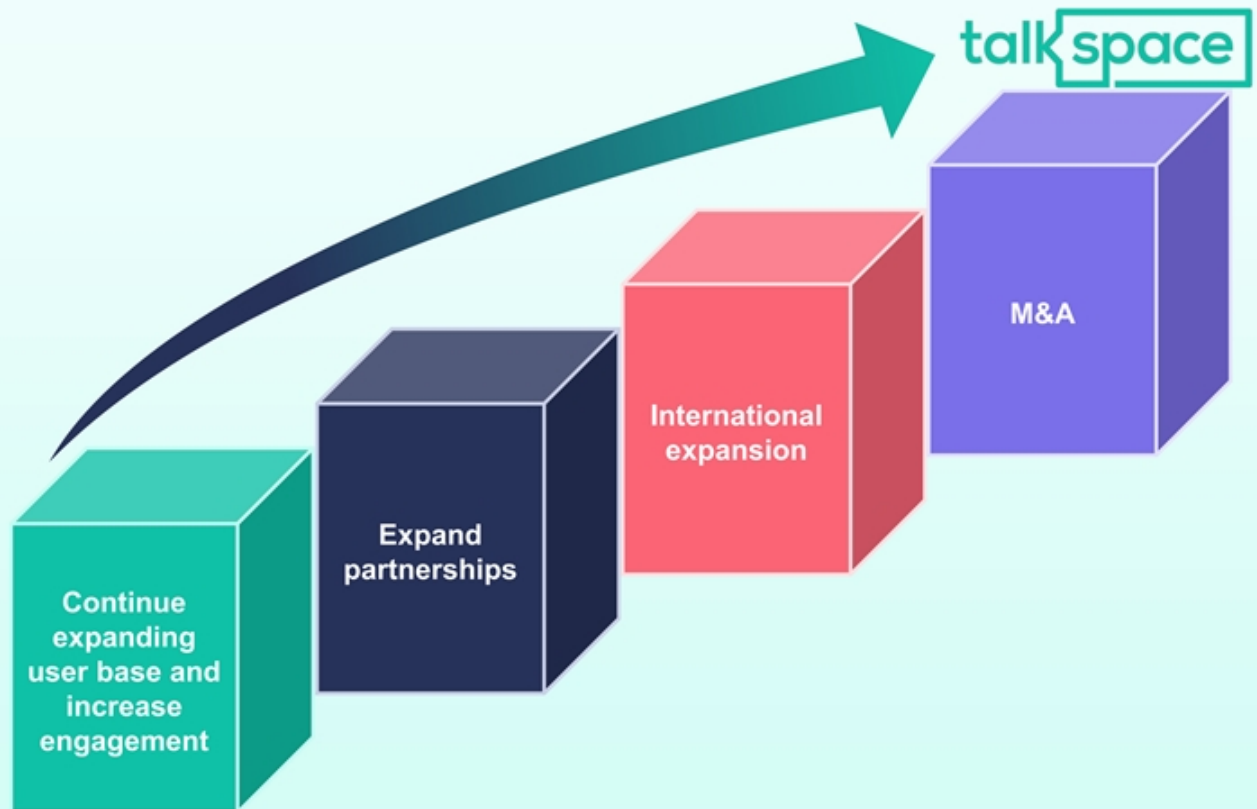 talkspace
M&A
International
expansion
Expand
partnerships
Continue
expanding
user base and
increase
engagement